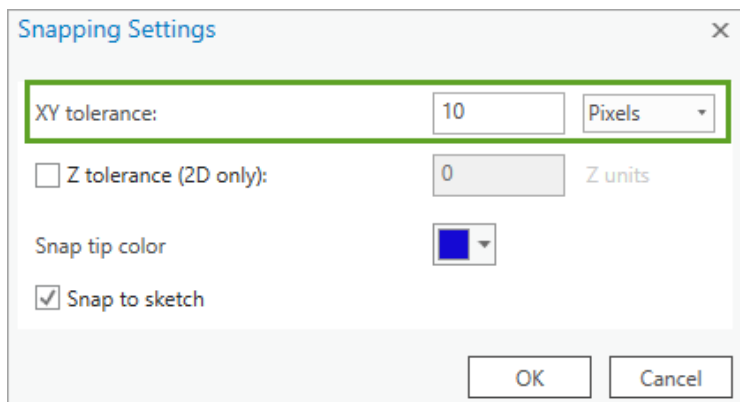 Snapping Settings
XY tolerance: 10 Pixels
Z tolerance (2D only): 0 Z units
Snap tip color
Snap to sketch
OK Cancel